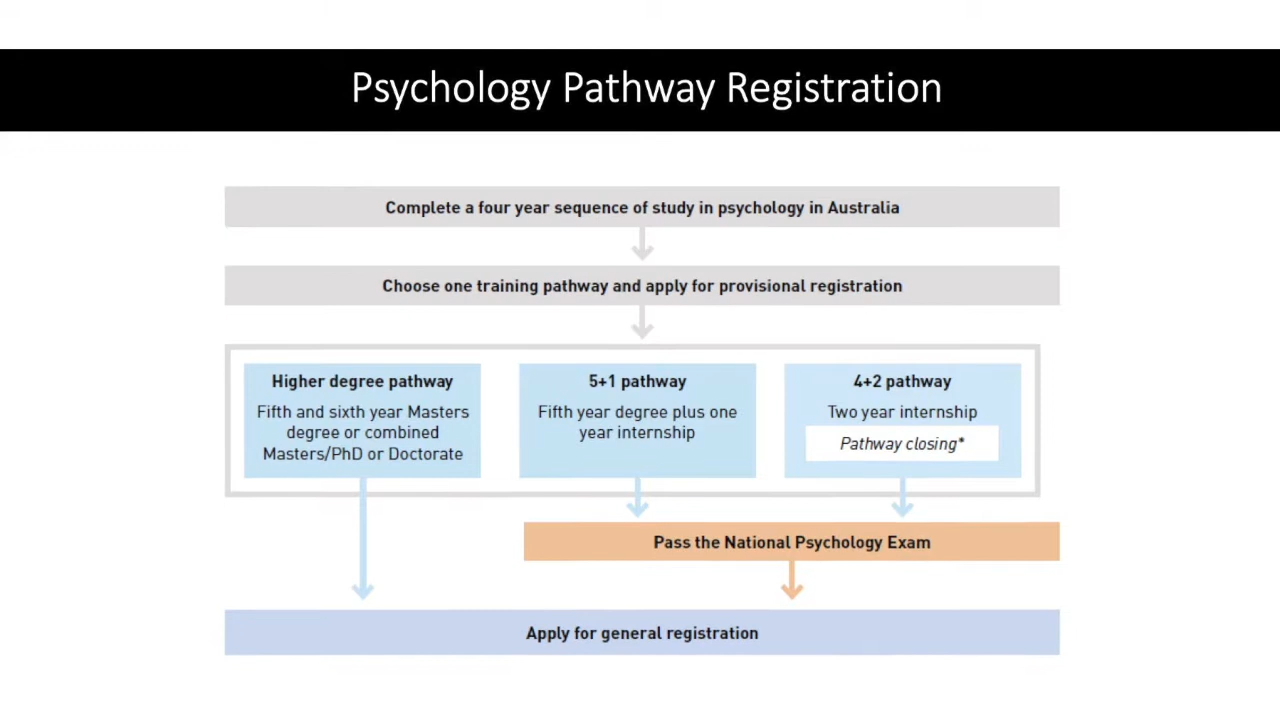 Psychology Pathway Registration
Complete a four year sequence of study in psychology in Australia
Choose one training pathway and apply for provisional registration
Higher degree pathway
Fifth and sixth year Masters
degree or combined
Masters/PhD or Doctorate
5+1 pathway
Fifth year degree plus one
year internship
4+2 pathway
Two year internship
Pathway closing*
Pass the National Psychology Exam
Apply for general registration